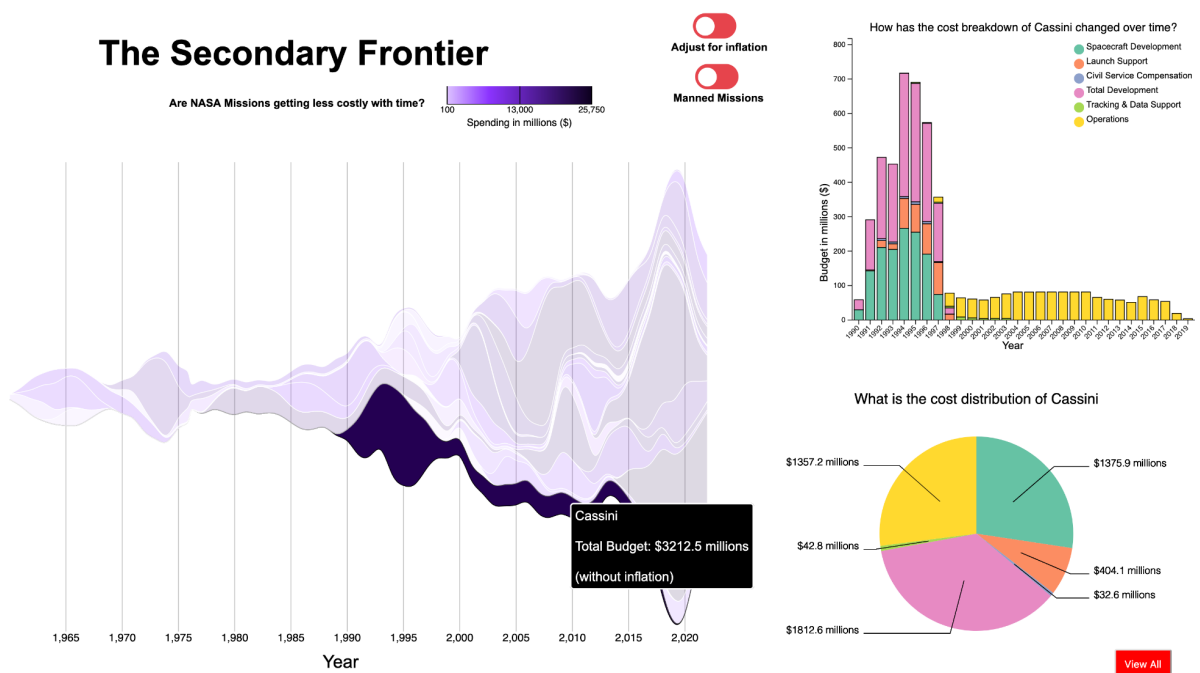 The Secondary Frontier
Adjust for inflation
Manned Missions
Are NASA Missions getting less costly with time?
100 13,000 25,750
Spending in millions ($)
1,965 1,970 1,975 1,980 1,985 1,990 1,995 2,000 2,005 2,010 2,015 2,020
Year
Cassini
Total Budget: $3212.5 millions
(without inflation)
How has the cost breakdown of Cassini changed over time?
Spacecraft Development
Launch Support
Civil Service Compensation
Total Development
Tracking & Data Support
Operations
800
700
600
500
400
300
200
100
0
Budget in millions ($)
1990 1991 1992 1993 1994 1995 1996 1997 1998 1999 2000 2001 2002 2003 2004 2005 2006 2007 2008 2009 2010 2011 2012 2013 2014 2015 2016 2017 2018 2019
Year
What is the cost distribution of Cassini
$1357.2 millions
$1375.9 millions
$42.8 millions
$404.1 millions
$32.6 millions
$1812.6 millions
View All